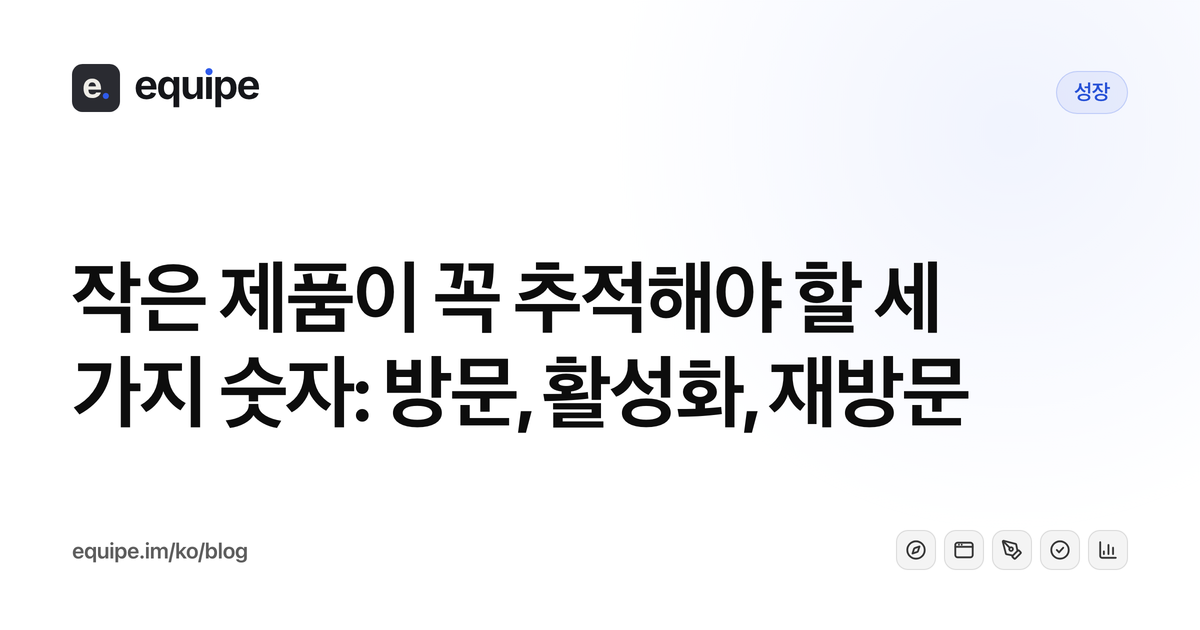 e. equipe
성장
작은 제품이 꼭 추적해야 할 세
가지 숫자: 방문, 활성화, 재방문
equipe.im/ko/blog